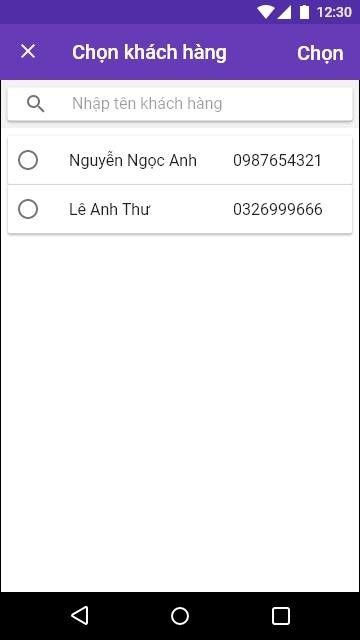 12:30
Chọn khách hàng Chọn
Nhập tên khách hàng
Nguyễn Ngọc Anh 0987654321
Lê Anh Thư 0326999666